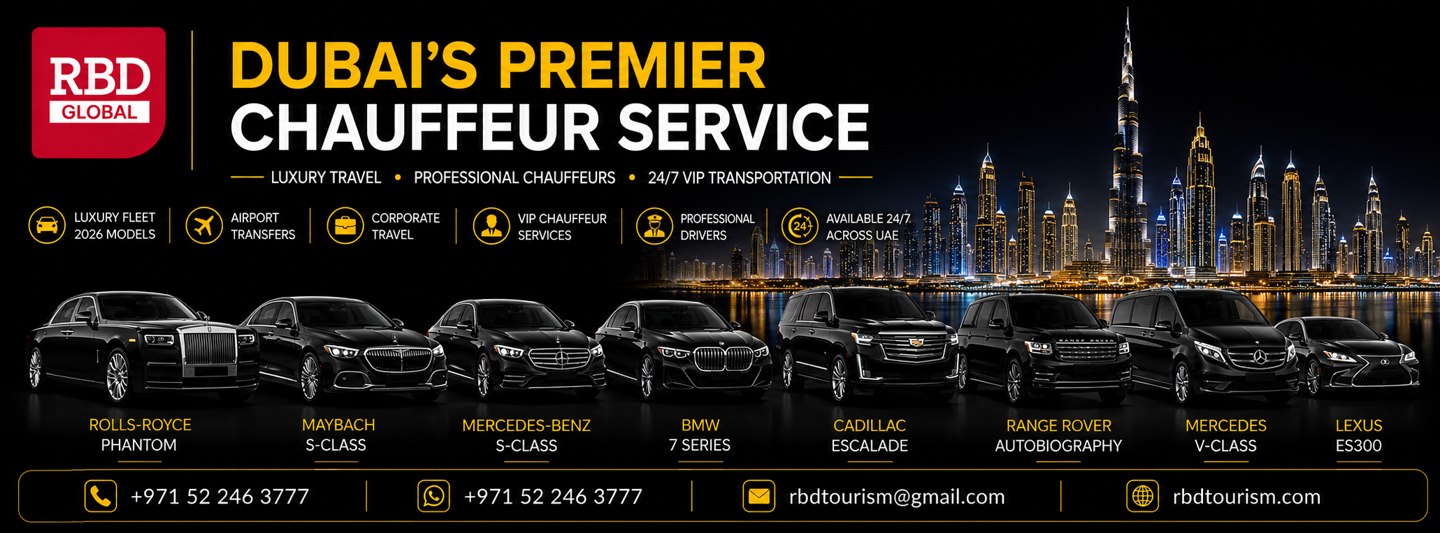 RBD
GLOBAL
DUBAI'S PREMIER
CHAUFFEUR SERVICE
LUXURY TRAVEL • PROFESSIONAL CHAUFFEURS • 24/7 VIP TRANSPORTATION
LUXURY FLEET
2026 MODELS
AIRPORT
TRANSFERS
CORPORATE
TRAVEL
VIP CHAUFFEUR
SERVICES
PROFESSIONAL
DRIVERS
24+
AVAILABLE 24/7
ACROSS UAE
RANGE ROVER
ROLLS-ROYCE
PHANTOM
MAYBACH
S-CLASS
MERCEDES-BENZ
S-CLASS
BMW
7 SERIES
CADILLAC
ESCALADE
RANGE ROVER
AUTOBIOGRAPHY
MERCEDES
V-CLASS
LEXUS
ES300
+971 52 246 3777
+971 52 246 3777
rbdtourism@gmail.com
rbdtourism.com